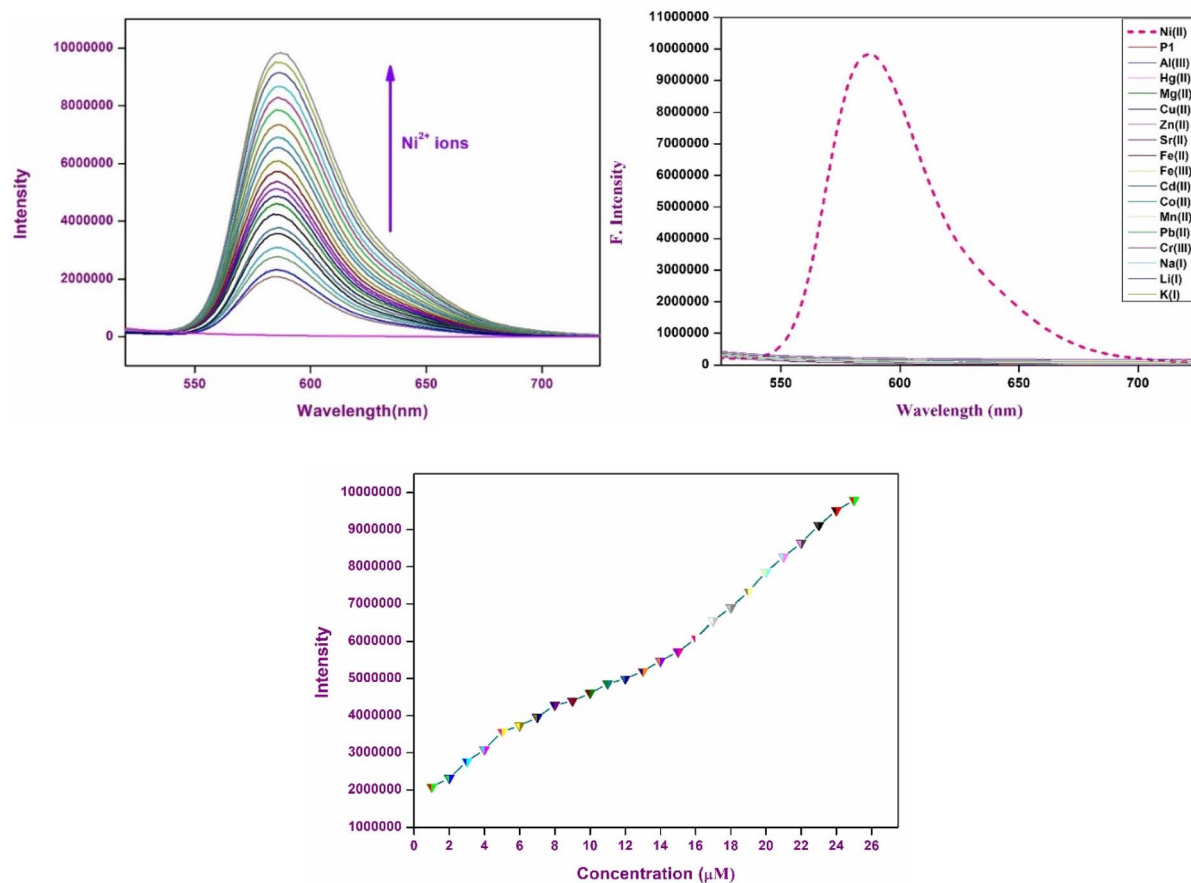 10000000
8000000
6000000
4000000
2000000
0
Intensity
Ni2+ ions
550
600
650
700
Wavelength(nm)
11000000
10000000
9000000
8000000
7000000
6000000
5000000
4000000
3000000
2000000
1000000
0
F. Intensity
Ni(II)
P1
Al(III)
Hg(II)
Mg(II)
Cu(II)
Zn(II)
Sr(II)
Fe(II)
Fe(III)
Cd(II)
Co(II)
Mn(II)
Pb(II)
Cr(III)
Na(I)
Li(I)
K(I)
550
600
650
700
Wavelength (nm)
10000000
9000000
8000000
7000000
6000000
5000000
4000000
3000000
2000000
1000000
Intensity
0 2 4 6 8 10 12 14 16 18 20 22 24 26
Concentration (μM)